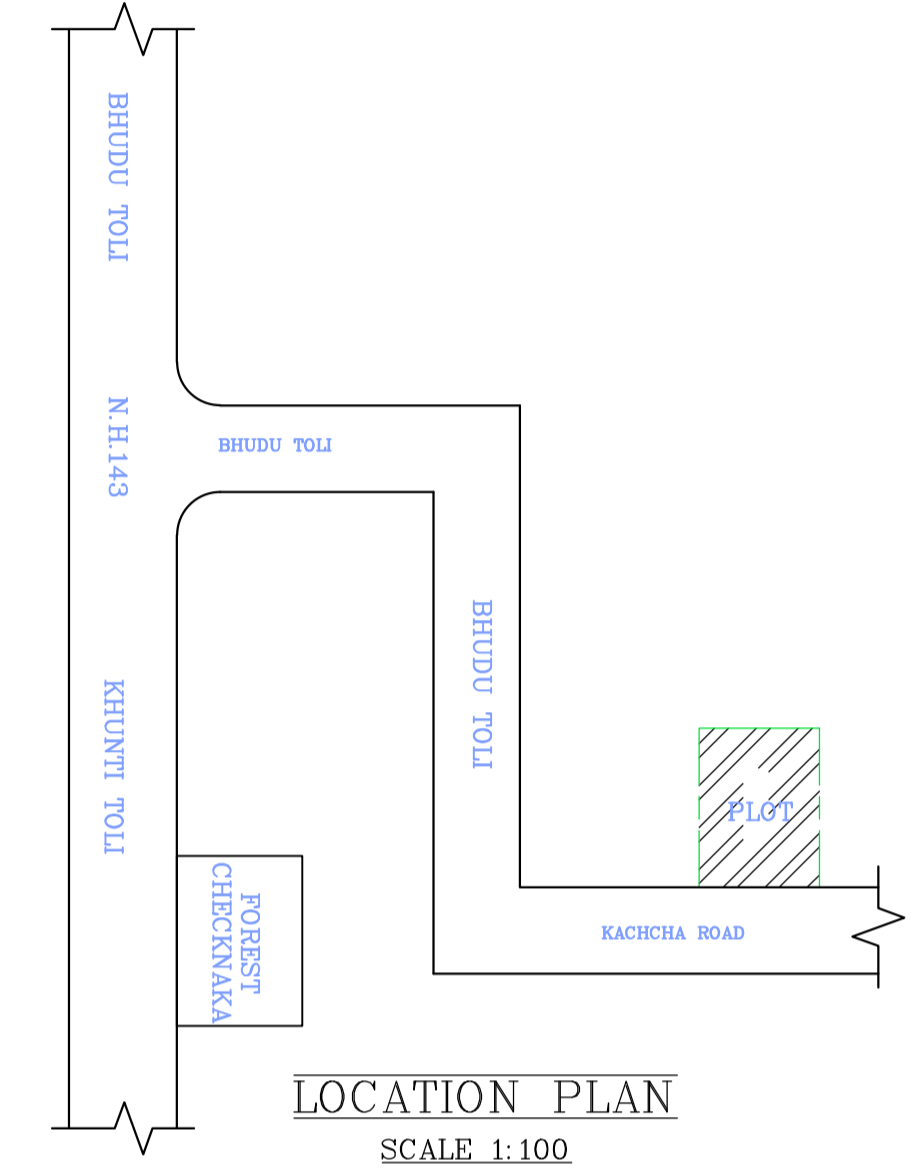 BHUDU TOLI
N.H.143
BHUDU TOLI
BHUDU TOLI
KHUNTI TOLI
PLOT
FOREST
CHECKNAKA
KACHCHA ROAD
LOCATION PLAN
SCALE 1:100